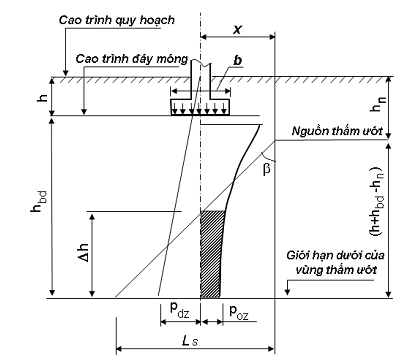 Cao trình quy hoạch
x
Cao trình đáy móng
b
h
hn
Nguồn thấm ướt
β
hbd
(h+hbd-hn)
Δh
Giới hạn dưới của
vùng thấm ướt
pdz
poz
Ls